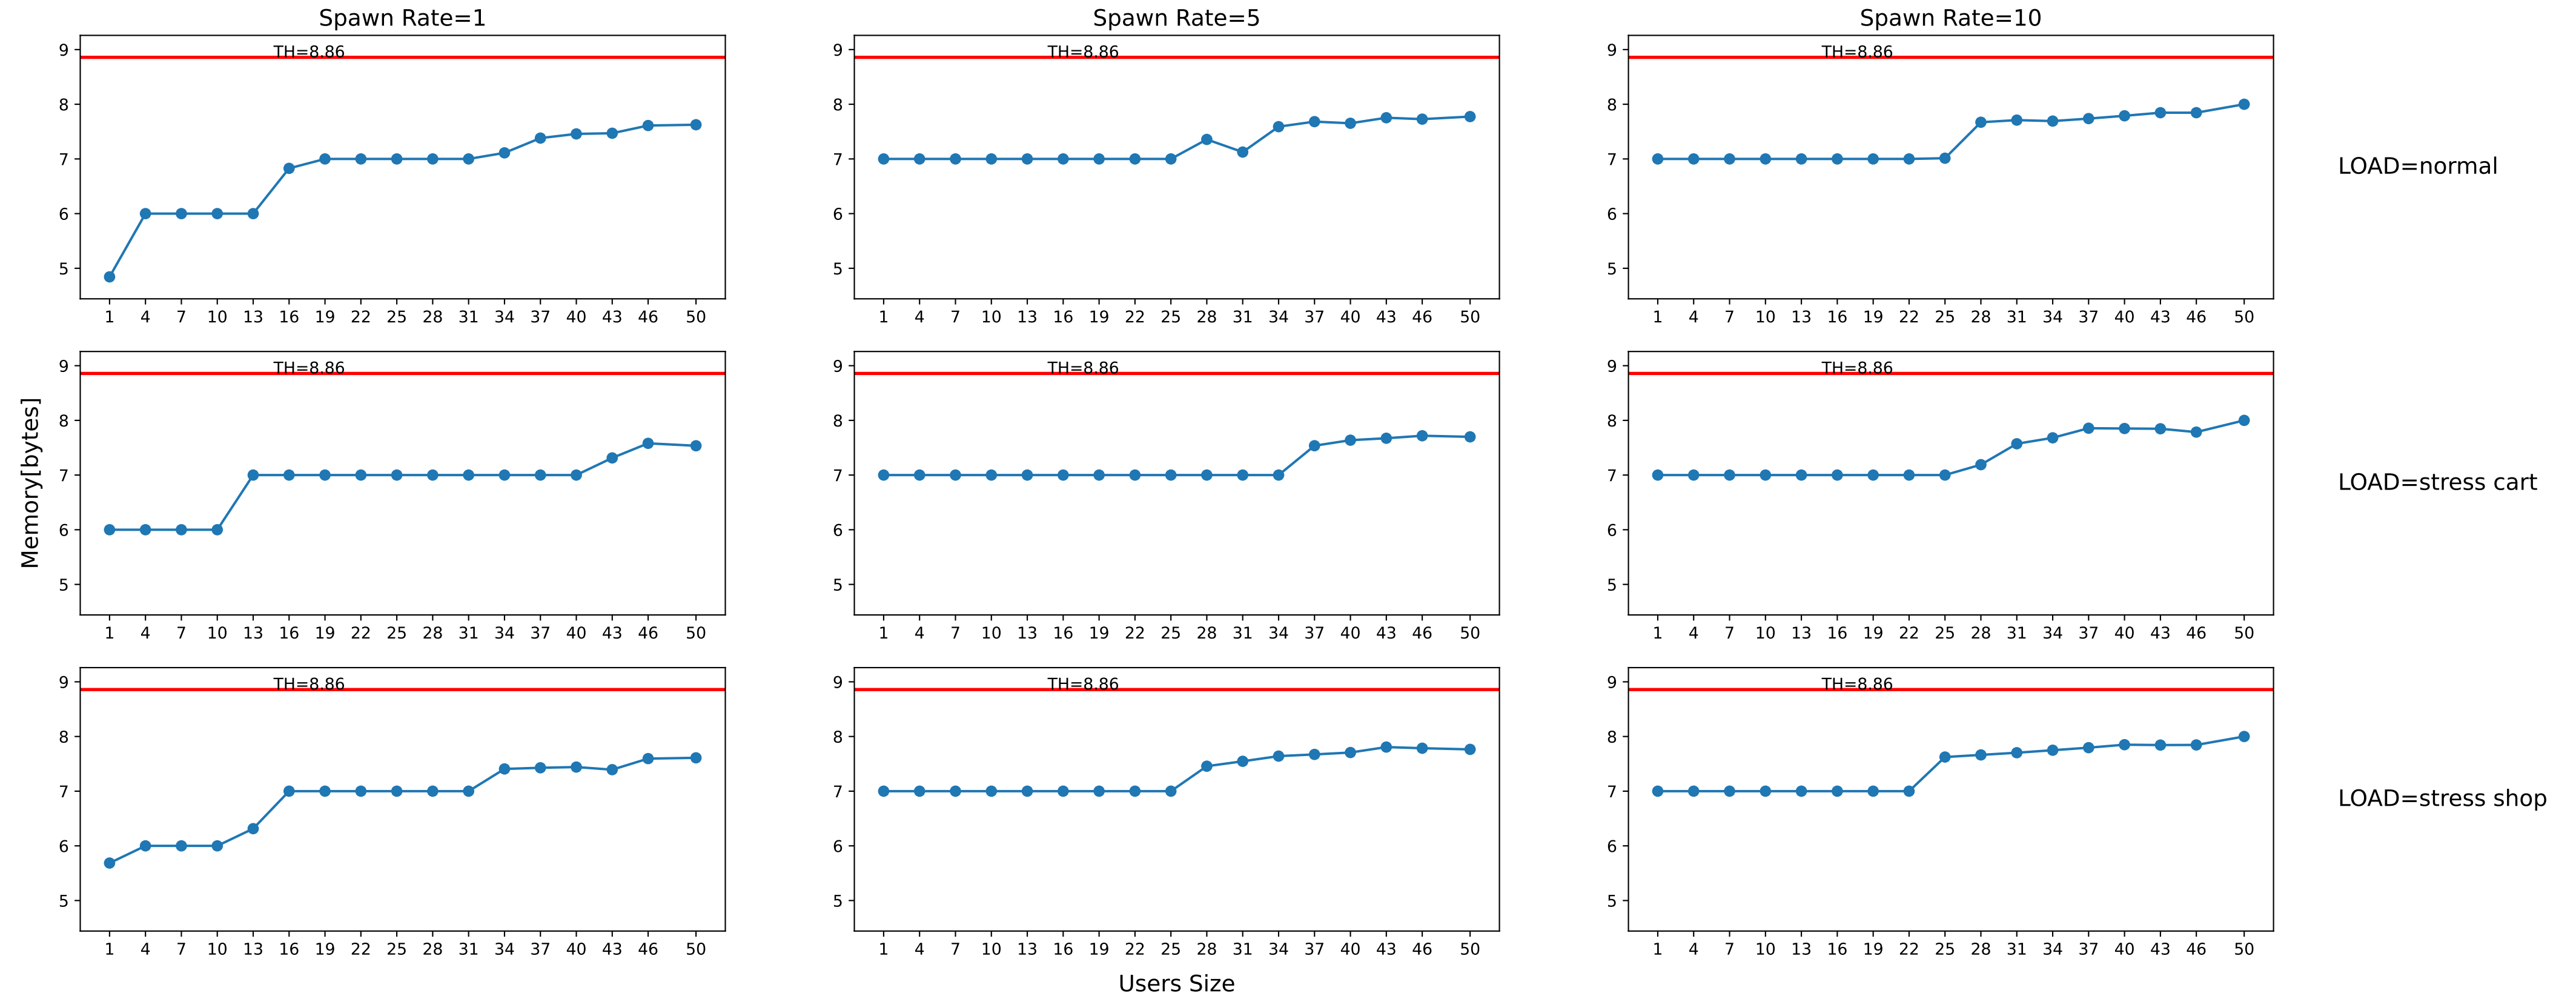 Spawn Rate=1 Spawn Rate=5 Spawn Rate=10
9 TH=8.86 9 TH=8.86 9 TH=8.86
8 8 8
7 7 7 LOAD=normal
6 6 6
5 5 5
1 4 7 10 13 16 19 22 25 28 31 34 37 40 43 46 50 1 4 7 10 13 16 19 22 25 28 31 34 37 40 43 46 50 1 4 7 10 13 16 19 22 25 28 31 34 37 40 43 46 50
9 TH=8.86 9 TH=8.86 9 TH=8.86
8 8 8
Memory[bytes]
7 7 7 LOAD=stress cart
6 6 6
5 5 5
1 4 7 10 13 16 19 22 25 28 31 34 37 40 43 46 50 1 4 7 10 13 16 19 22 25 28 31 34 37 40 43 46 50 1 4 7 10 13 16 19 22 25 28 31 34 37 40 43 46 50
9 TH=8.86 9 TH=8.86 9 TH=8.86
8 8 8
7 7 7 LOAD=stress shop
6 6 6
5 5 5
1 4 7 10 13 16 19 22 25 28 31 34 37 40 43 46 50 1 4 7 10 13 16 19 22 25 28 31 34 37 40 43 46 50 1 4 7 10 13 16 19 22 25 28 31 34 37 40 43 46 50
Users Size